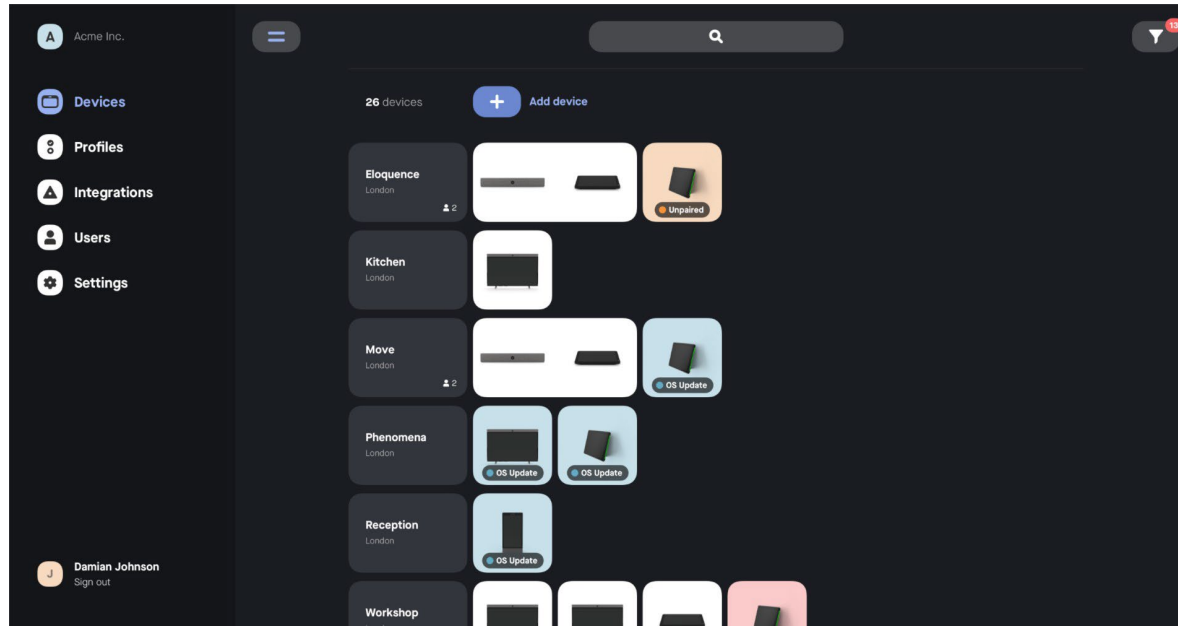 A Acme Inc.
13
Devices
26 devices
Add device
Profiles
Eloquence
London
2
Unpaired
Integrations
Users
Kitchen
London
Settings
Move
London
2
OS Update
Phenomena
London
OS Update
OS Update
Reception
London
OS Update
J
Damian Johnson
Sign out
Workshop